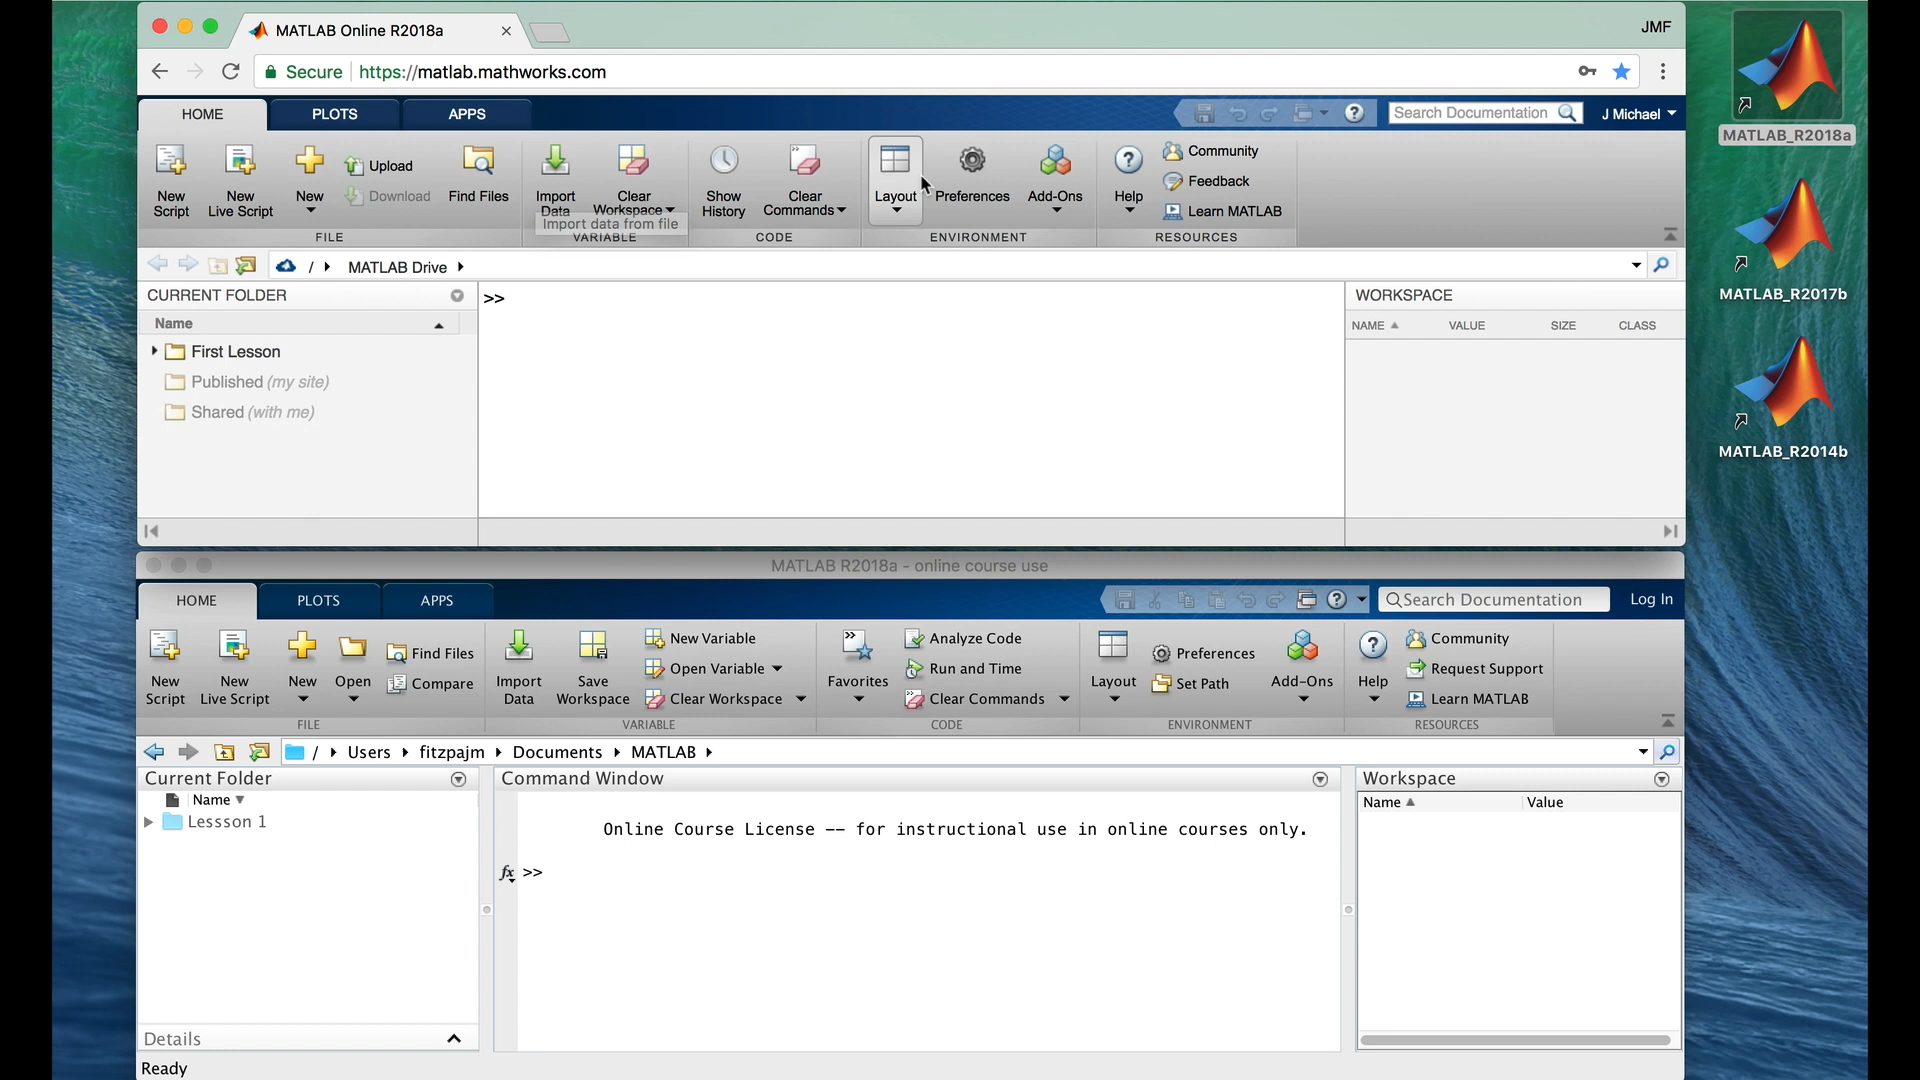 MATLAB Online R2018a
JMF
Secure https://matlab.mathworks.com
HOME PLOTS APPS
Search Documentation J Michael
New Script
New Live Script
New
Upload
Download
Find Files
Import Data
Clear Workspace
Import data from file
Show History
Clear Commands
Layout
Preferences
Add-Ons
Help
Community
Feedback
Learn MATLAB
FILE VARIABLE CODE ENVIRONMENT RESOURCES
/ MATLAB Drive
CURRENT FOLDER
Name
First Lesson
Published (my site)
Shared (with me)
>>
WORKSPACE
NAME VALUE SIZE CLASS
MATLAB_R2018a
MATLAB_R2017b
MATLAB_R2014b
MATLAB R2018a - online course use
HOME PLOTS APPS
Search Documentation Log In
New Script
New Live Script
New
Open
Find Files
Compare
Import Data
Save Workspace
New Variable
Open Variable
Clear Workspace
Favorites
Analyze Code
Run and Time
Clear Commands
Layout
Preferences
Set Path
Add-Ons
Help
Community
Request Support
Learn MATLAB
FILE VARIABLE CODE ENVIRONMENT RESOURCES
/ Users fitzpajm Documents MATLAB
Current Folder
Name
Lessson 1
Details
Command Window
Online Course License -- for instructional use in online courses only.
fx >>
Workspace
Name Value
Ready